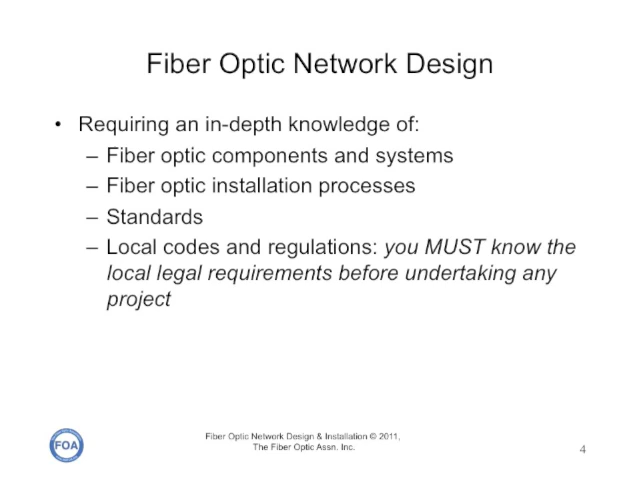 Fiber Optic Network Design
• Requiring an in-depth knowledge of:
– Fiber optic components and systems
– Fiber optic installation processes
– Standards
– Local codes and regulations: you MUST know the
local legal requirements before undertaking any
project
FOA
Fiber Optic Network Design & Installation © 2011,
The Fiber Optic Assn. Inc.
4